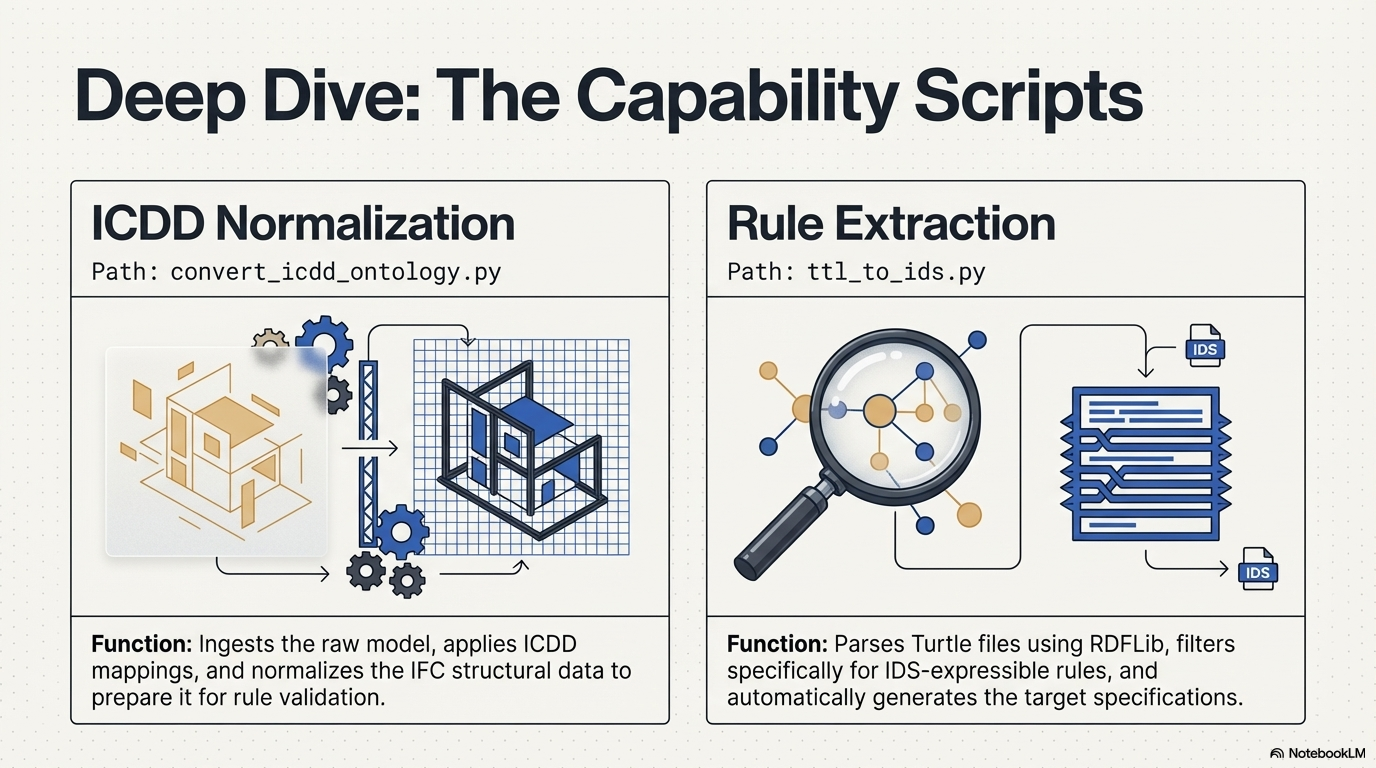 Deep Dive: The Capability Scripts
ICDD Normalization
Path: convert_icdd_ontology.py
Function: Ingests the raw model, applies ICDD
mappings, and normalizes the IFC structural data to
prepare it for rule validation.
Rule Extraction
Path: ttl_to_ids.py
IDS
IDS
Function: Parses Turtle files using RDFLib, filters
specifically for IDS-expressible rules, and
automatically generates the target specifications.
NotebookLM